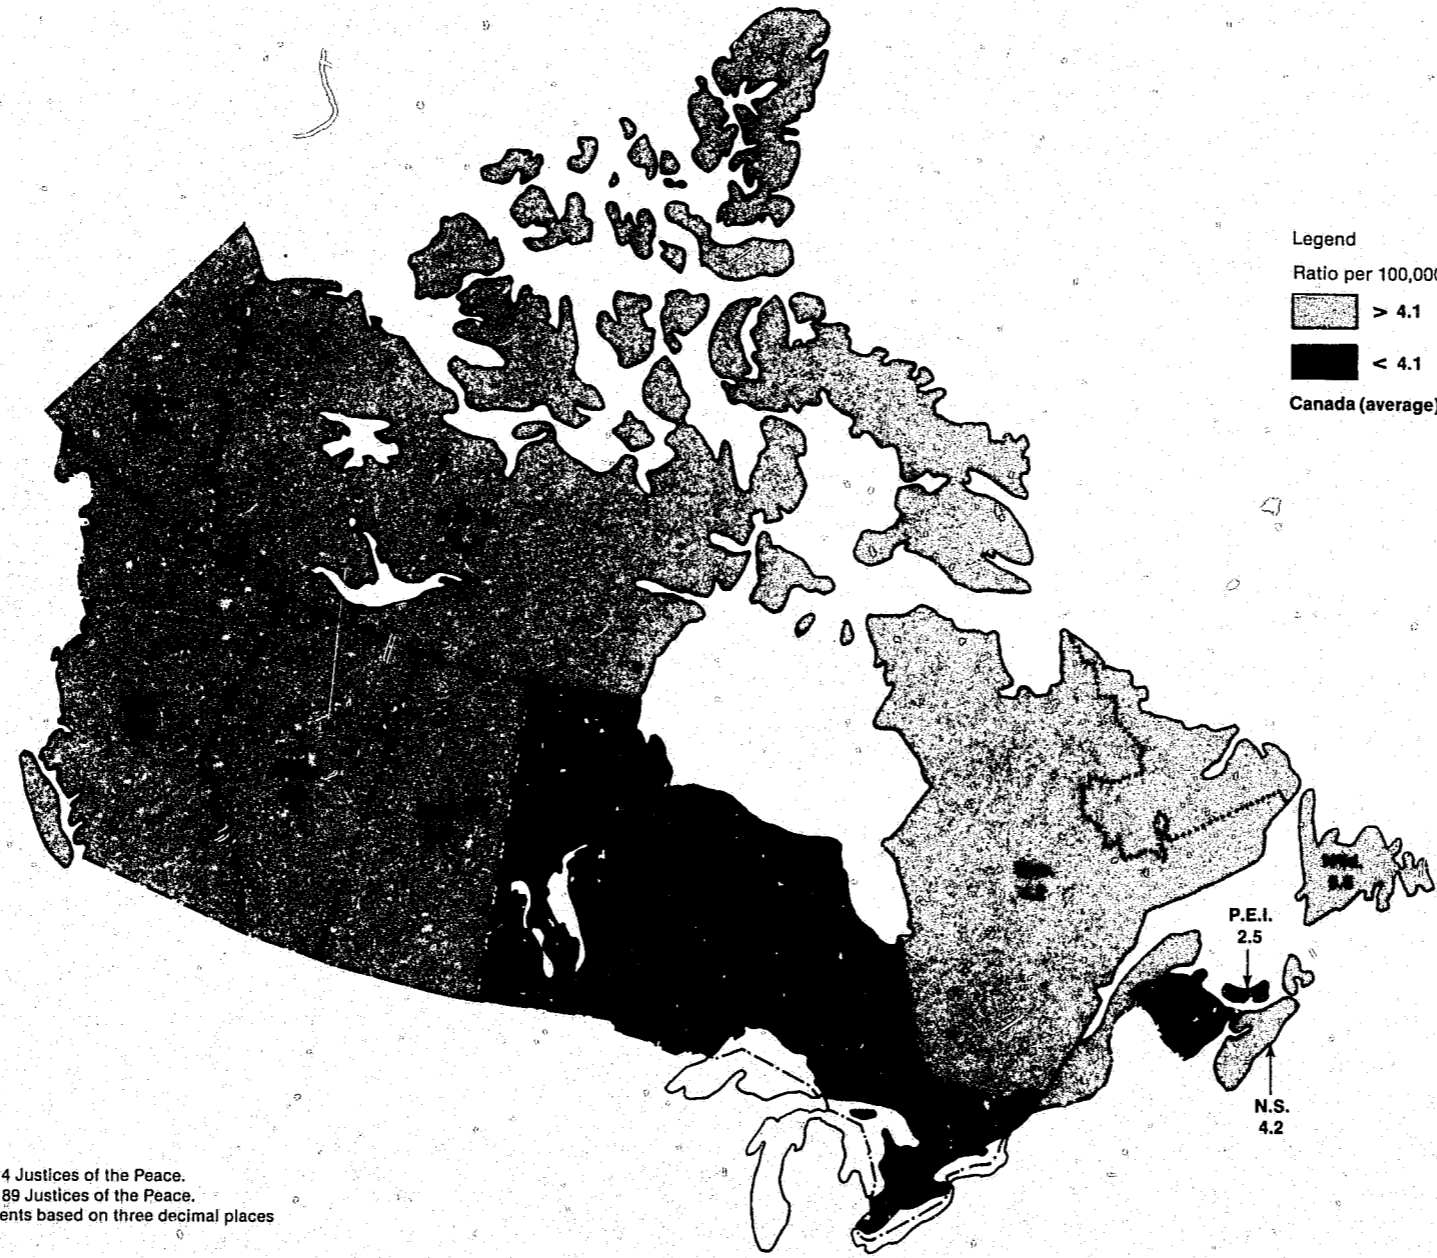 Legend
Ratio per 100,000
> 4.1
< 4.1
Canada (average)
Nfld.
P.E.I.
2.5
N.S.
4.2
4 Justices of the Peace.
89 Justices of the Peace.
ents based on three decimal places